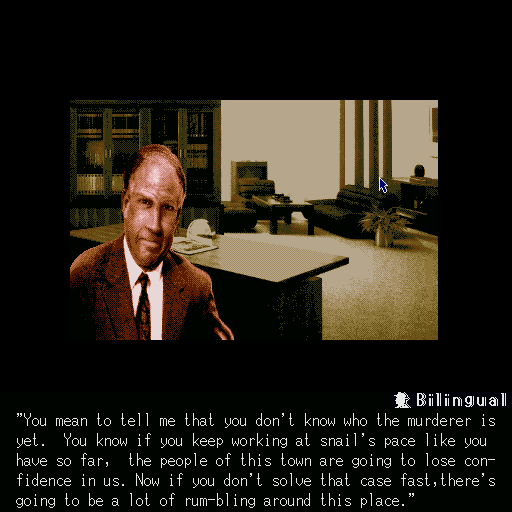 Bilingual
"You mean to tell me that you don't know who the murderer is
yet.  You know if you keep working at snail's pace like you
have so far,  the people of this town are going to lose con-
fidence in us. Now if you don't solve that case fast,there's
going to be a lot of rum-bling around this place."